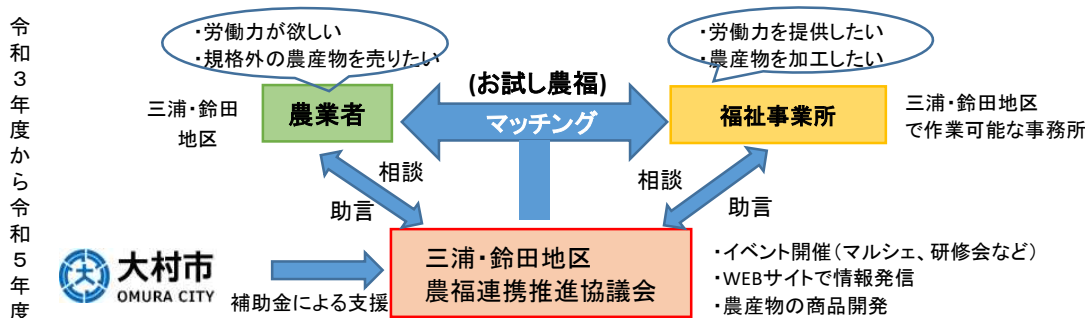 令和3年度から令和5年度
・労働力が欲しい
・規格外の農産物を売りたい
・労働力を提供したい
・農産物を加工したい
三浦・鈴田
地区
農業者
(お試し農福)
マッチング
福祉事業所
三浦・鈴田地区
で作業可能な事務所
相談
助言
相談
助言
大村市
OMURA CITY
補助金による支援
三浦・鈴田地区
農福連携推進協議会
・イベント開催(マルシェ、研修会など)
・WEBサイトで情報発信
・農産物の商品開発